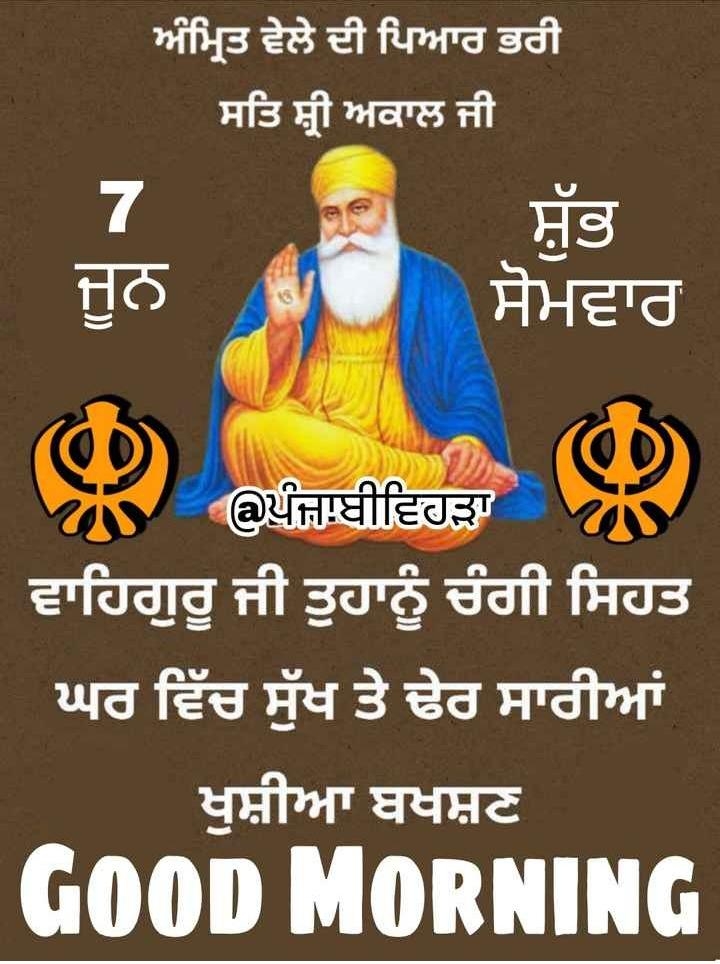 ਅੰਮ੍ਰਿਤ ਵੇਲੇ ਦੀ ਪਿਆਰ ਭਰੀ
ਸਤਿ ਸ਼੍ਰੀ ਅਕਾਲ ਜੀ
7
ਜੂਨ
ਸ਼ੁੱਭ
ਸੋਮਵਾਰ
ੴ
@ਪੰਜਾਬੀਵਿਹੜਾ
ਵਾਹਿਗੁਰੂ ਜੀ ਤੁਹਾਨੂੰ ਚੰਗੀ ਸਿਹਤ
ਘਰ ਵਿੱਚ ਸੁੱਖ ਤੇ ਢੇਰ ਸਾਰੀਆਂ
ਖੁਸ਼ੀਆ ਬਖਸ਼ਣ
GOOD MORNING